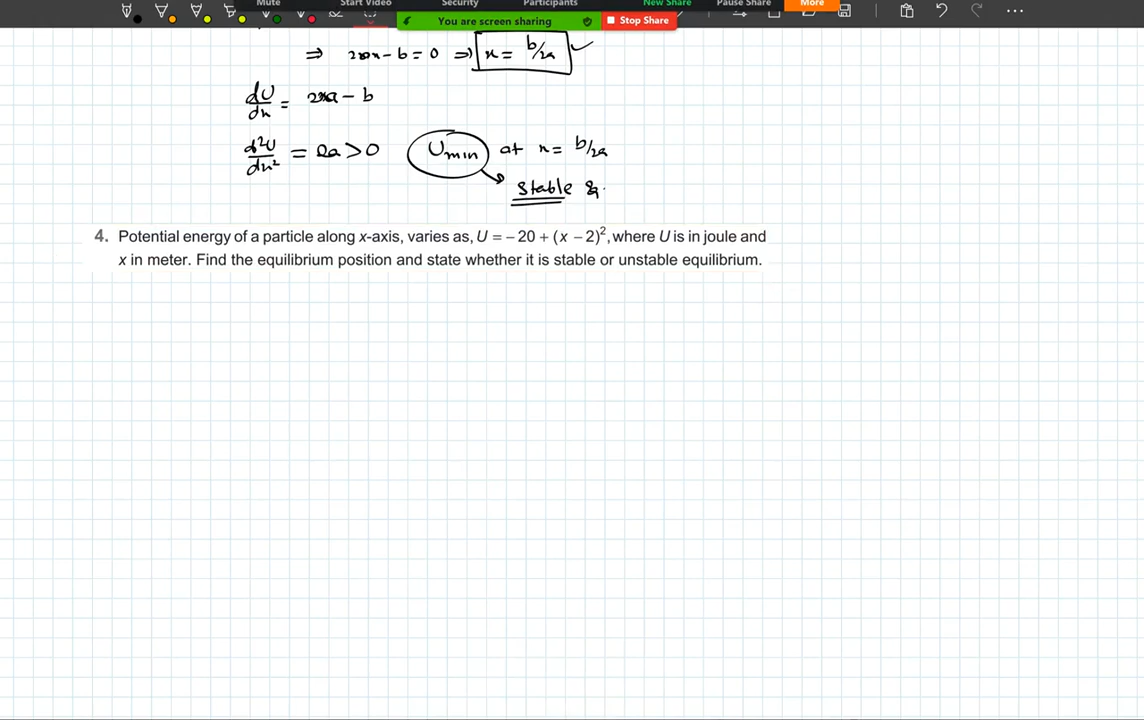 Mute Start Video Security Participants New Share Pause Share More
You are screen sharing Stop Share
⇒ 2ax - b = 0 ⇒ x = b/2a ✓
dU/dx = 2xa - b
d²U/dx² = 2a > 0 Umin at x = b/2a
Stable &
4. Potential energy of a particle along x-axis, varies as, U = – 20 + (x – 2)², where U is in joule and
x in meter. Find the equilibrium position and state whether it is stable or unstable equilibrium.